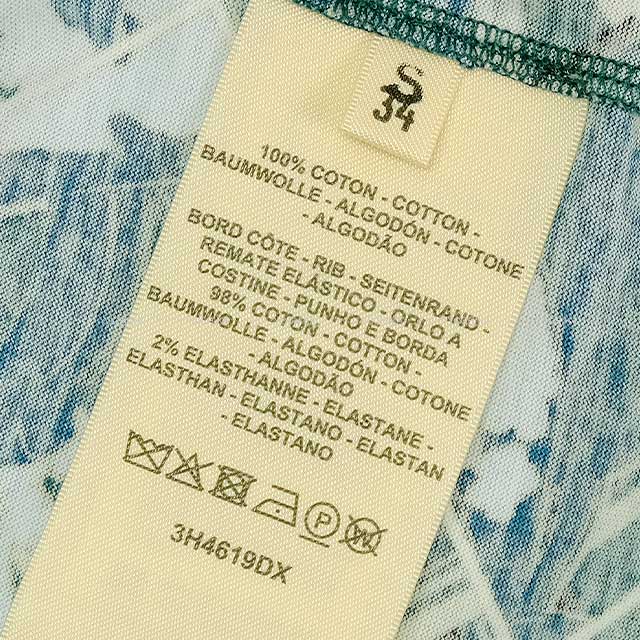 S
34
100% COTON - COTTON -
BAUMWOLLE - ALGODÓN - COTONE
- ALGODÃO
BORD CÔTE - RIB - SEITENRAND -
REMATE ELÁSTICO - ORLO A
COSTINE - PUNHO E BORDA
98% COTON - COTTON -
BAUMWOLLE - ALGODÓN - COTONE
- ALGODÃO
2% ELASTHANNE - ELASTANE -
ELASTHAN - ELASTANO - ELASTAN
- ELASTANO
P W
3H4619DX